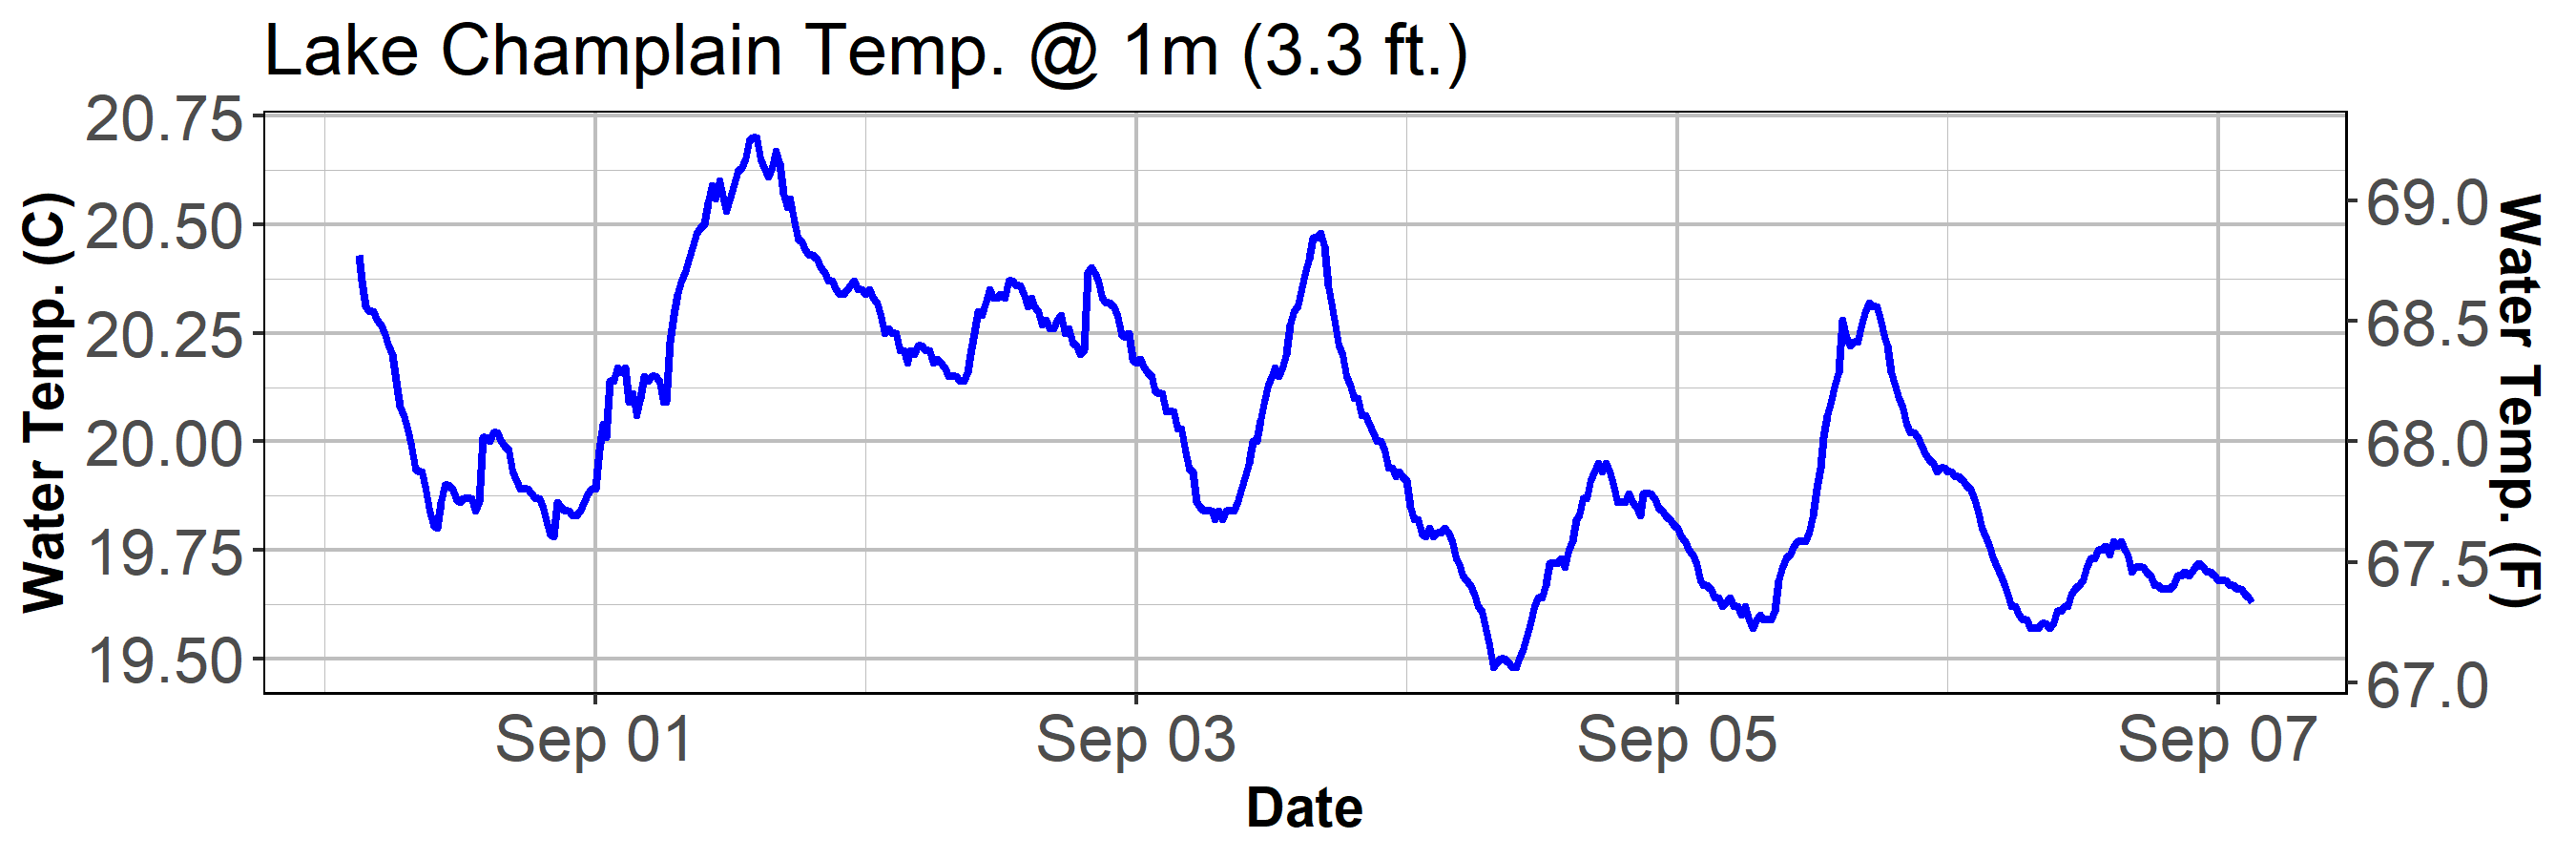 Lake Champlain Temp. @ 1m (3.3 ft.)
Water Temp. (C)
20.75
20.50
20.25
20.00
19.75
19.50
69.0
68.5
68.0
67.5
67.0
Water Temp. (F)
Sep 01 Sep 03 Sep 05 Sep 07
Date